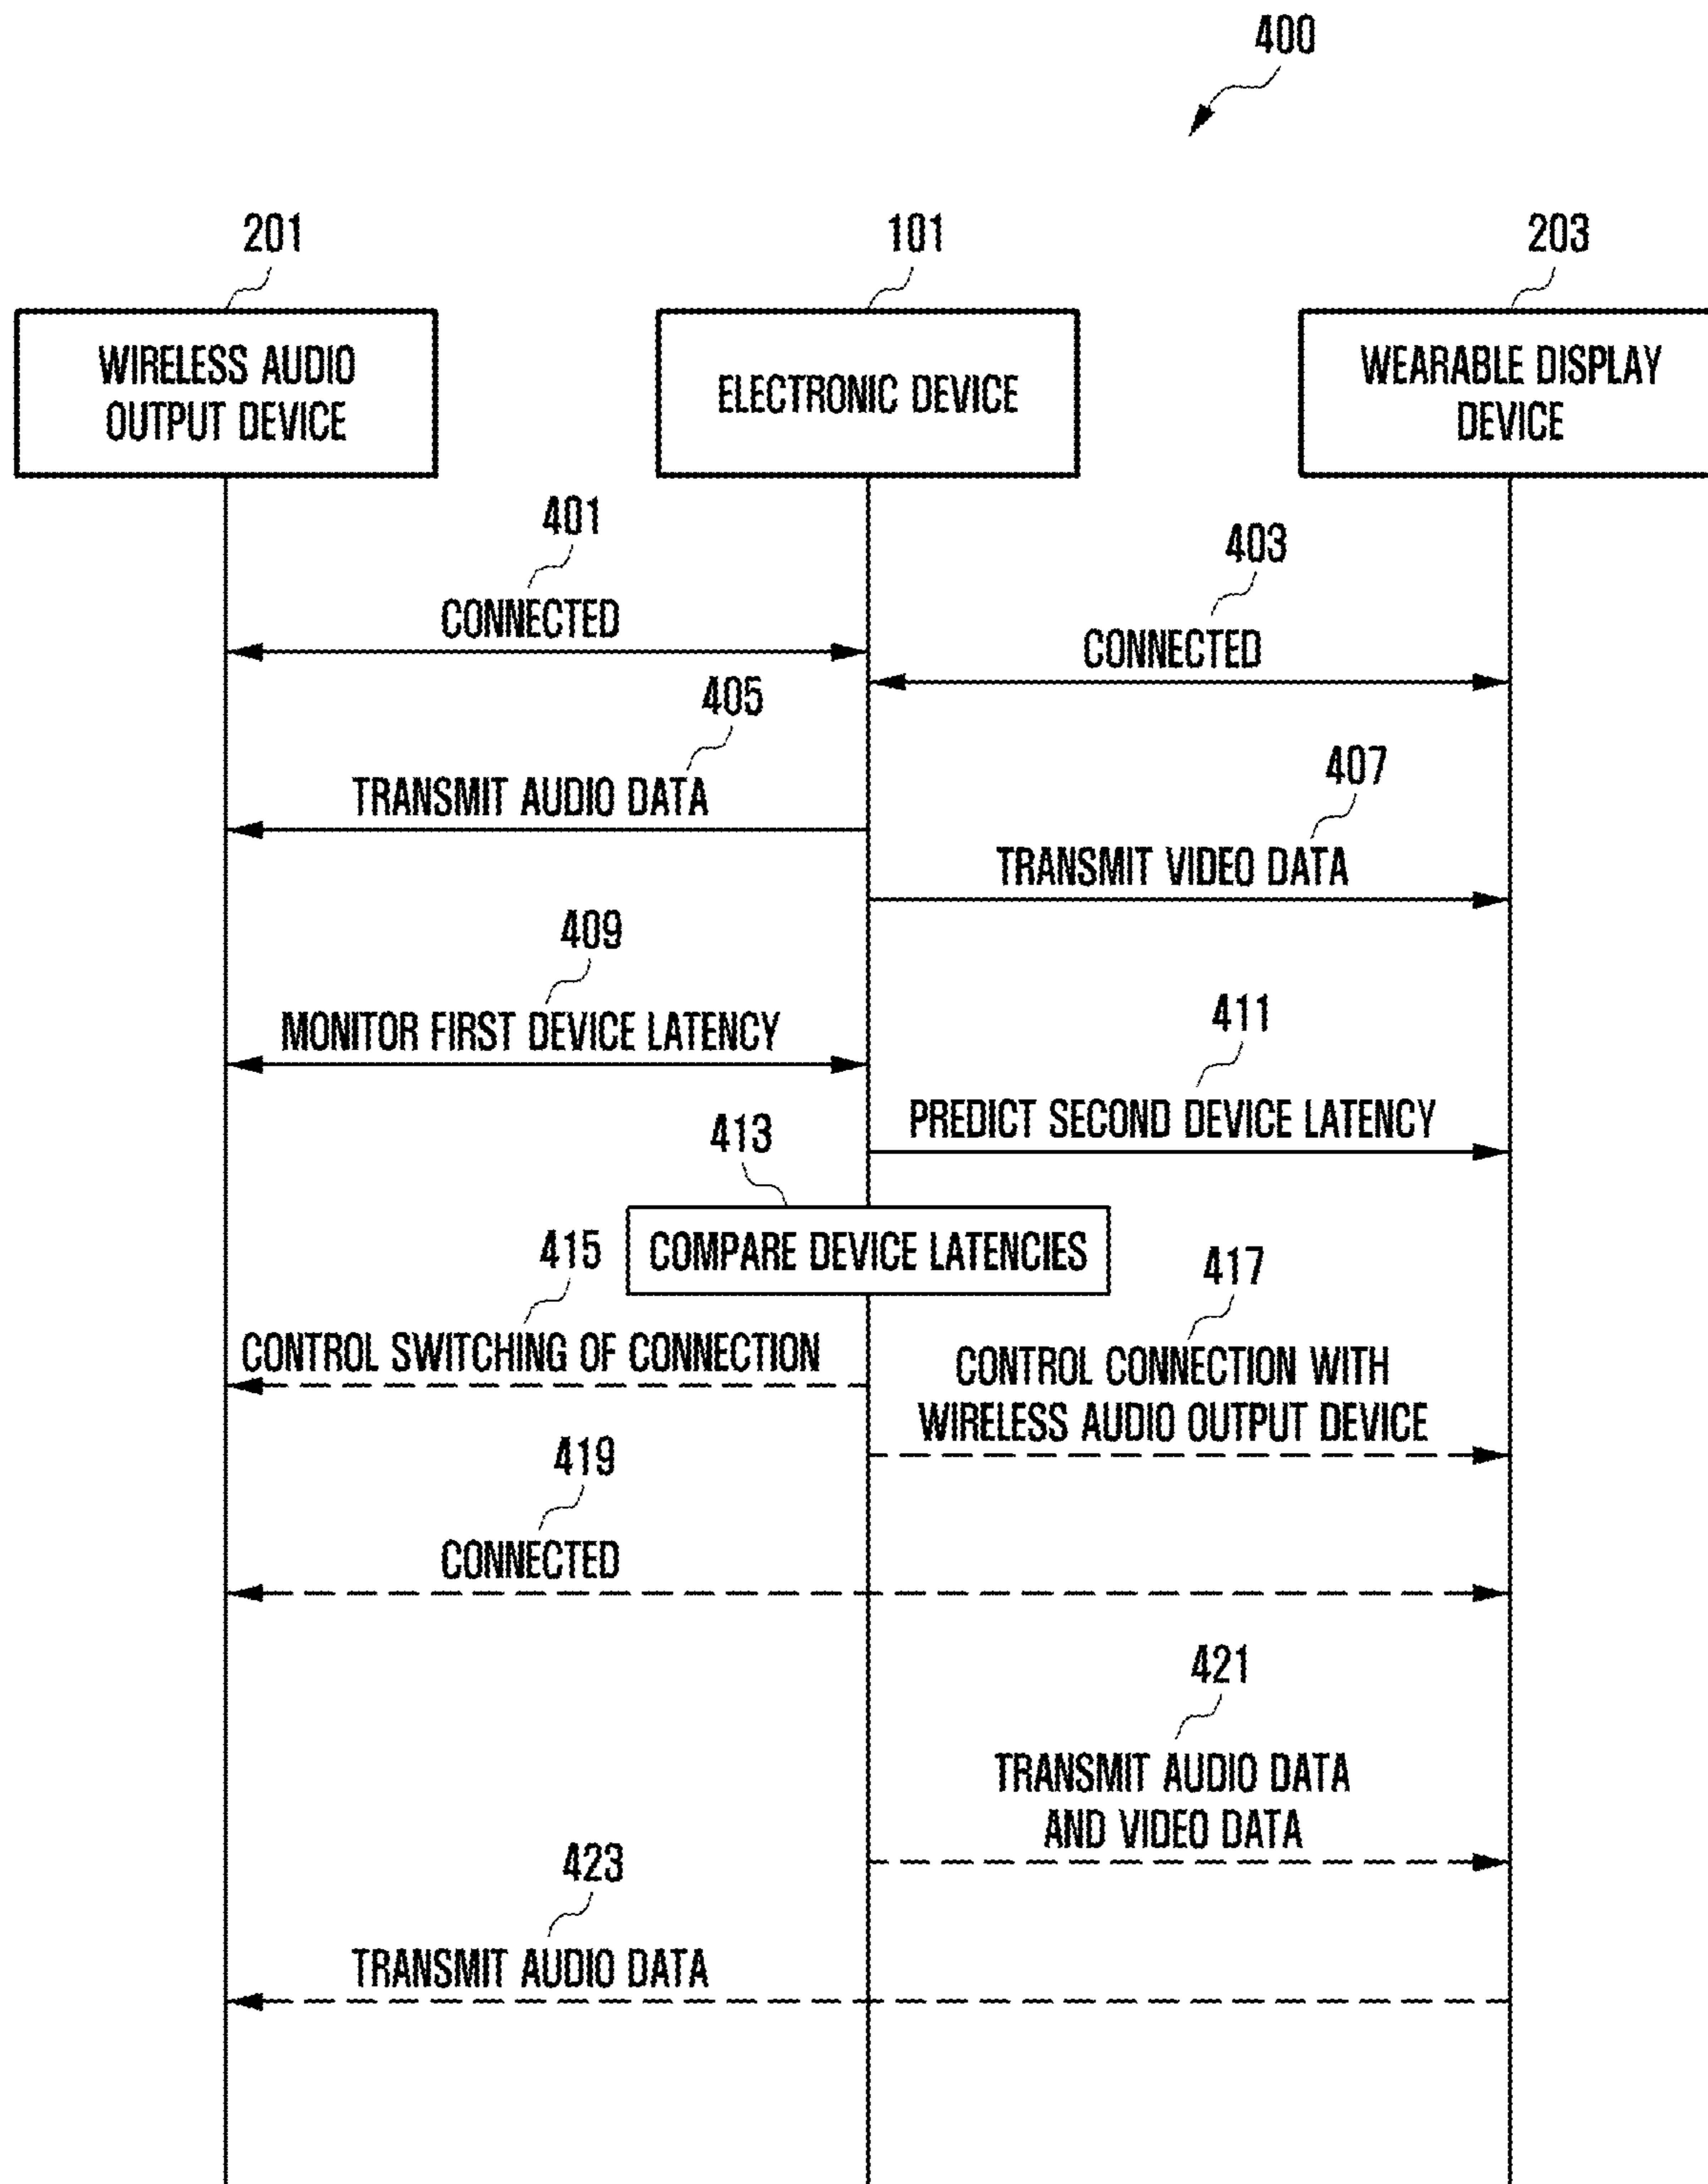 400
201
101
203
WIRELESS AUDIO
OUTPUT DEVICE
ELECTRONIC DEVICE
WEARABLE DISPLAY
DEVICE
401
CONNECTED
403
CONNECTED
405
TRANSMIT AUDIO DATA
407
TRANSMIT VIDEO DATA
409
MONITOR FIRST DEVICE LATENCY
411
PREDICT SECOND DEVICE LATENCY
413
COMPARE DEVICE LATENCIES
415
CONTROL SWITCHING OF CONNECTION
417
CONTROL CONNECTION WITH
WIRELESS AUDIO OUTPUT DEVICE
419
CONNECTED
421
TRANSMIT AUDIO DATA
AND VIDEO DATA
423
TRANSMIT AUDIO DATA